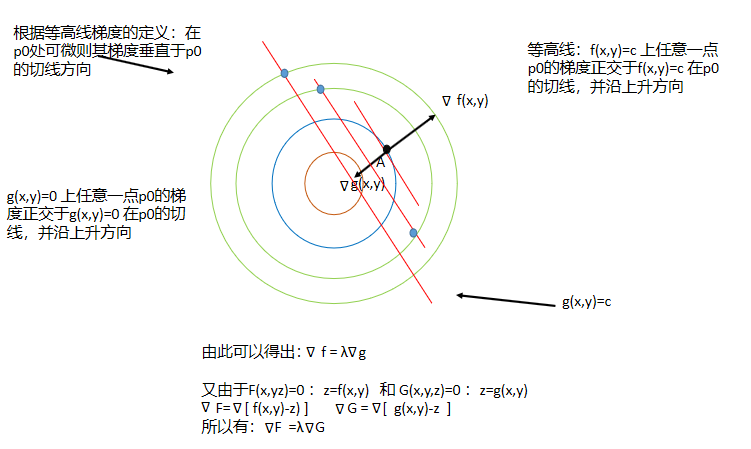 根据等高线梯度的定义：在
p0处可微则其梯度垂直于p0
的切线方向
等高线：f(x,y)=c 上任意一点
p0的梯度正交于f(x,y)=c 在p0
的切线，并沿上升方向
∇ f(x,y)
A
∇g(x,y)
g(x,y)=0 上任意一点p0的梯
度正交于g(x,y)=0 在p0的切
线，并沿上升方向
g(x,y)=c
由此可以得出：∇ f = λ∇g
又由于F(x,yz)=0 ：z=f(x,y) 和 G(x,y,z)=0 ：z=g(x,y)
∇ F=∇[ f(x,y)-z) ] ∇G = ∇[ g(x,y)-z ]
所以有：∇F =λ∇G